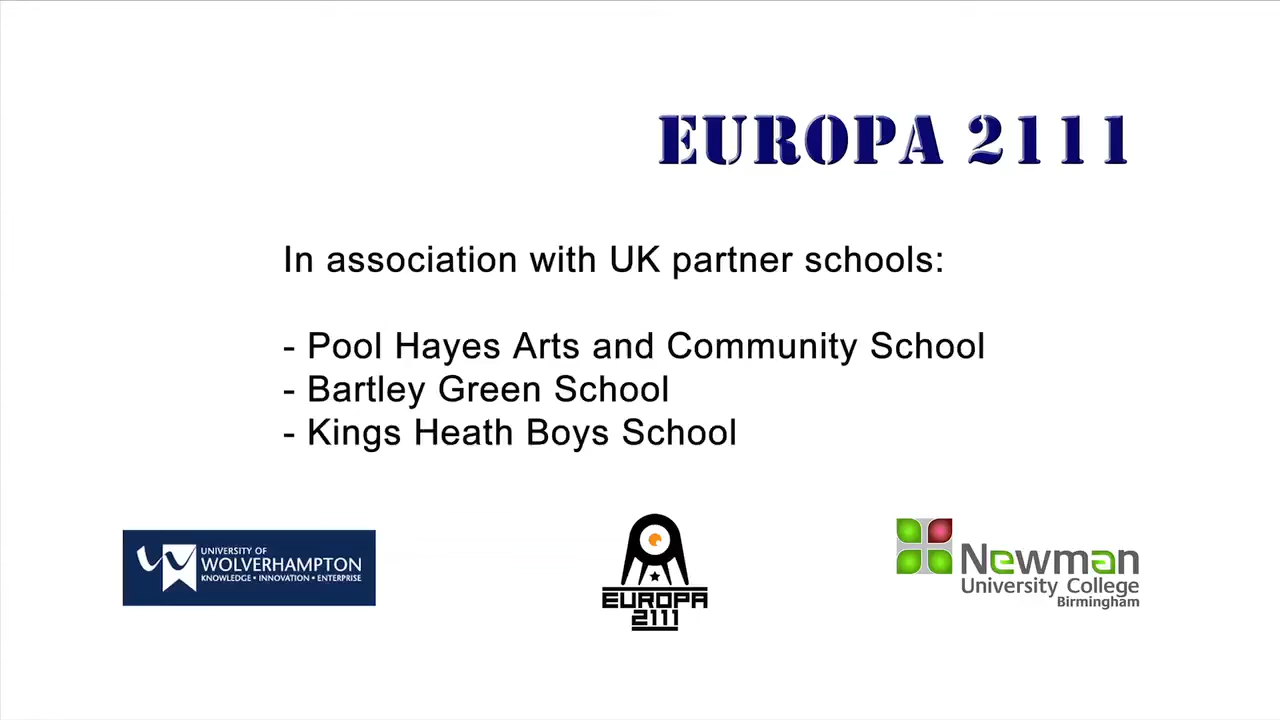 EUROPA 2111
In association with UK partner schools:
- Pool Hayes Arts and Community School
- Bartley Green School
- Kings Heath Boys School
UNIVERSITY OF
WOLVERHAMPTON
KNOWLEDGE • INNOVATION • ENTERPRISE
EUROPA
2111
Newman
University College
Birmingham